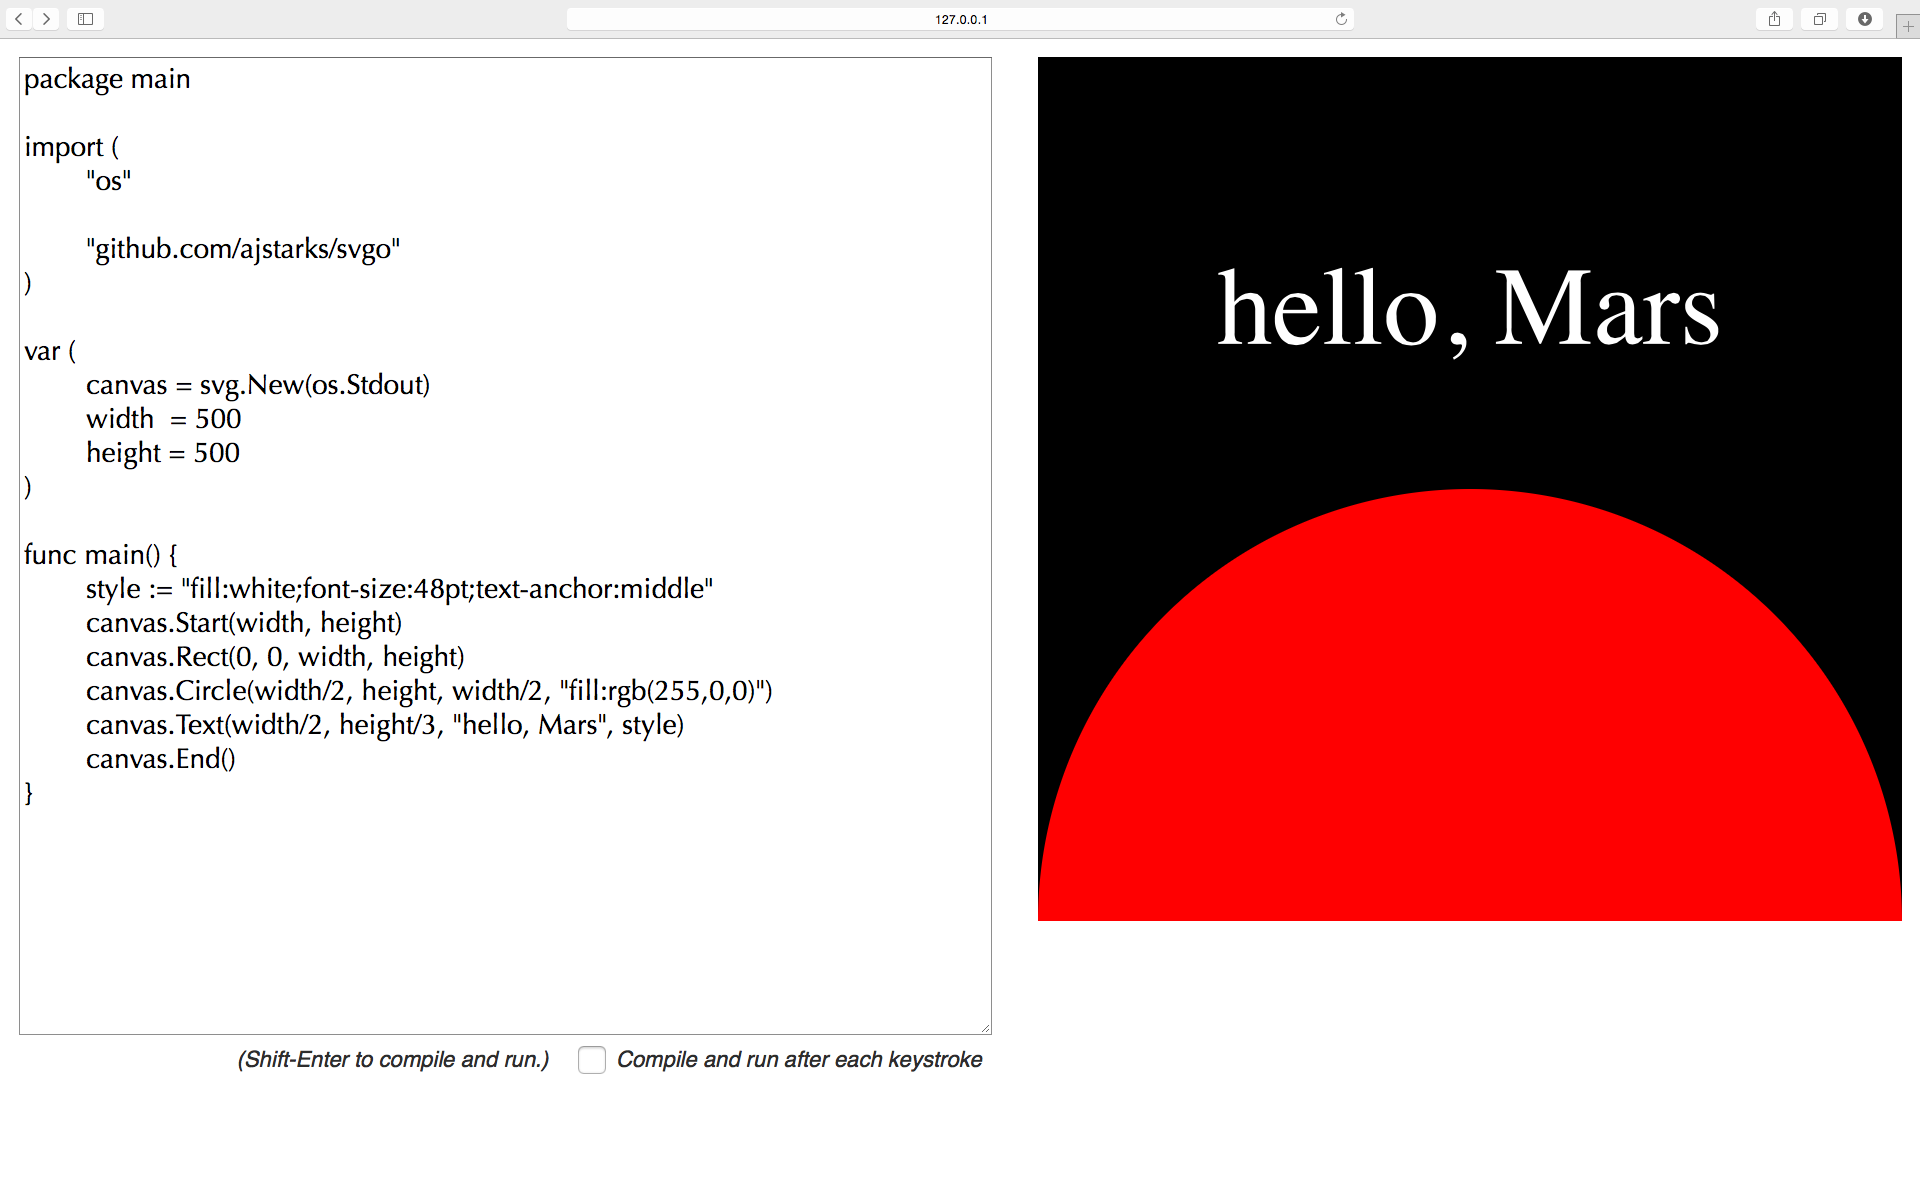 127.0.0.1
package main
import (
"os"
"github.com/ajstarks/svgo"
)
var (
canvas = svg.New(os.Stdout)
width  = 500
height = 500
)
func main() {
style := "fill:white;font-size:48pt;text-anchor:middle"
canvas.Start(width, height)
canvas.Rect(0, 0, width, height)
canvas.Circle(width/2, height, width/2, "fill:rgb(255,0,0)")
canvas.Text(width/2, height/3, "hello, Mars", style)
canvas.End()
}
(Shift-Enter to compile and run.)
Compile and run after each keystroke
hello, Mars